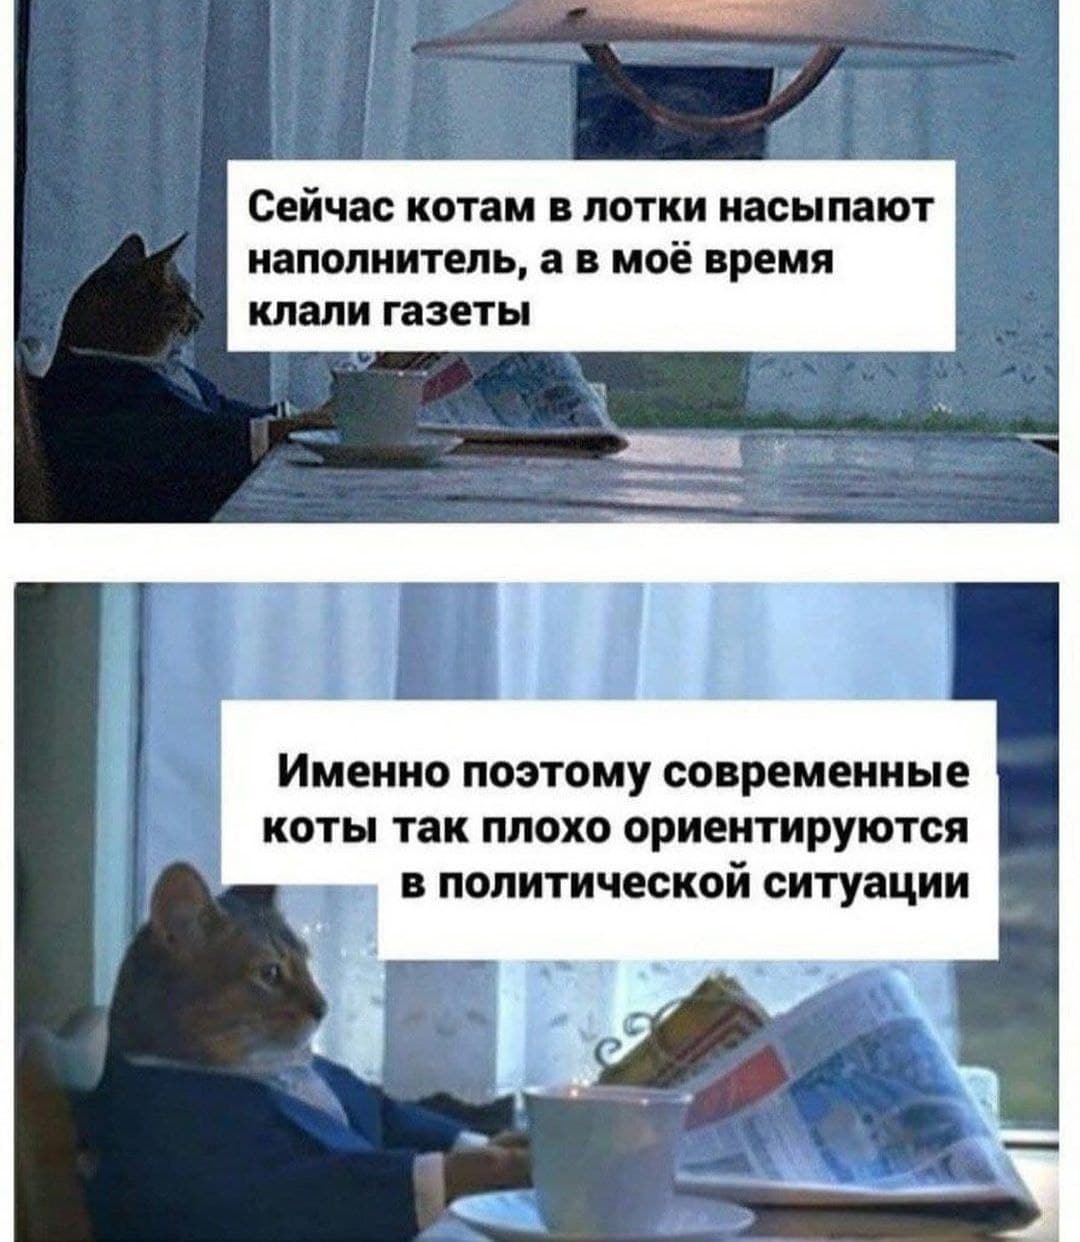 Сейчас котам в лотки насыпают
наполнитель, а в моё время
клали газеты
Именно поэтому современные
коты так плохо ориентируются
в политической ситуации